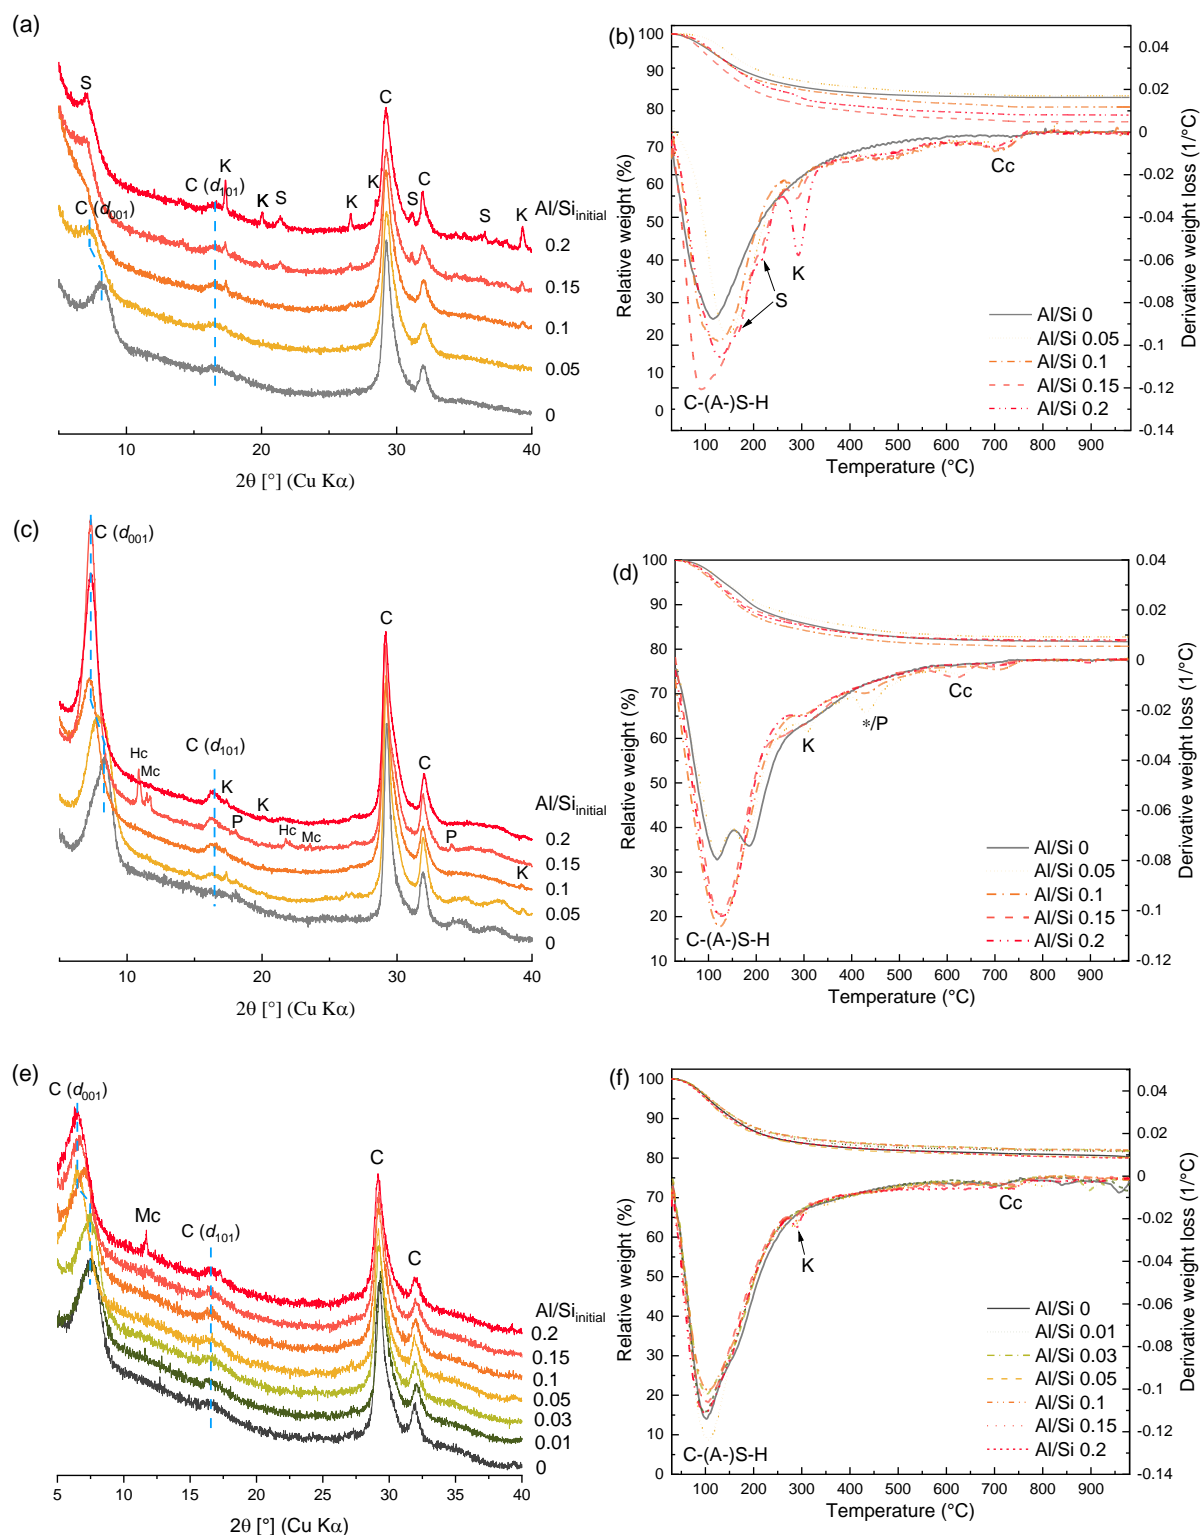 (a)
S
C (d001)
C (d101)
K
K
S
K
K
C
S
C
S
K
Al/Siinitial
0.2
0.15
0.1
0.05
0
10 20 30 40
2θ [°] (Cu Kα)
(b)
100
90
80
70
60
50
40
30
20
10
0
Relative weight (%)
0.04
0.02
0
-0.02
-0.04
-0.06
-0.08
-0.1
-0.12
-0.14
Derivative weight loss (1/°C)
Cc
K
S
C-(A-)S-H
Al/Si 0
Al/Si 0.05
Al/Si 0.1
Al/Si 0.15
Al/Si 0.2
100 200 300 400 500 600 700 800 900
Temperature (°C)
(c)
C (d001)
Hc
Mc
C (d101)
K
P
K
Hc
Mc
C
C
P
K
Al/Siinitial
0.2
0.15
0.1
0.05
0
10 20 30 40
2θ [°] (Cu Kα)
(d)
100
90
80
70
60
50
40
30
20
10
Relative weight (%)
0.04
0.02
0
-0.02
-0.04
-0.06
-0.08
-0.1
-0.12
Derivative weight loss (1/°C)
Cc
K
*/P
C-(A-)S-H
Al/Si 0
Al/Si 0.05
Al/Si 0.1
Al/Si 0.15
Al/Si 0.2
100 200 300 400 500 600 700 800 900
Temperature (°C)
(e)
C (d001)
Mc
C (d101)
C
C
Al/Siinitial
0.2
0.15
0.1
0.05
0.03
0.01
0
5 10 15 20 25 30 35 40
2θ [°] (Cu Kα)
(f)
100
90
80
70
60
50
40
30
20
10
0
Relative weight (%)
0.04
0.02
0
-0.02
-0.04
-0.06
-0.08
-0.1
-0.12
-0.14
Derivative weight loss (1/°C)
Cc
K
C-(A-)S-H
Al/Si 0
Al/Si 0.01
Al/Si 0.03
Al/Si 0.05
Al/Si 0.1
Al/Si 0.15
Al/Si 0.2
100 200 300 400 500 600 700 800 900
Temperature (°C)